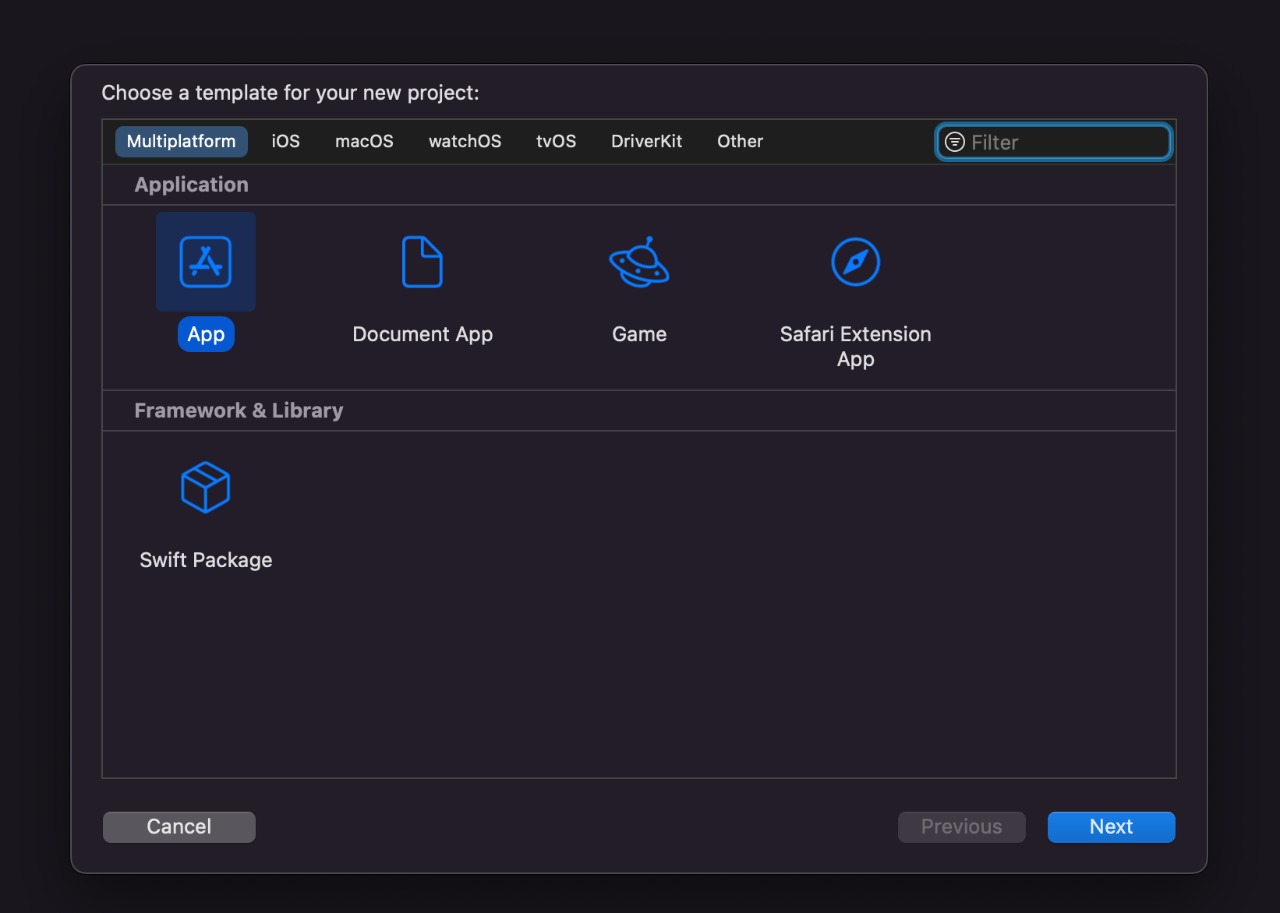 Choose a template for your new project:
Multiplatform iOS macOS watchOS tvOS DriverKit Other Filter
Application
App Document App Game Safari Extension
App
Framework & Library
Swift Package
Cancel Previous Next